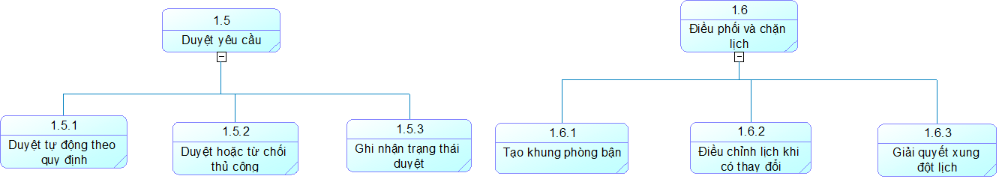 1.5
Duyệt yêu cầu
1.6
Điều phối và chặn
lịch
1.5.1
Duyệt tự động theo
quy định
1.5.2
Duyệt hoặc từ chối
thủ công
1.5.3
Ghi nhận trạng thái
duyệt
1.6.1
Tạo khung phòng bận
1.6.2
Điều chỉnh lịch khi
có thay đổi
1.6.3
Giải quyết xung
đột lịch